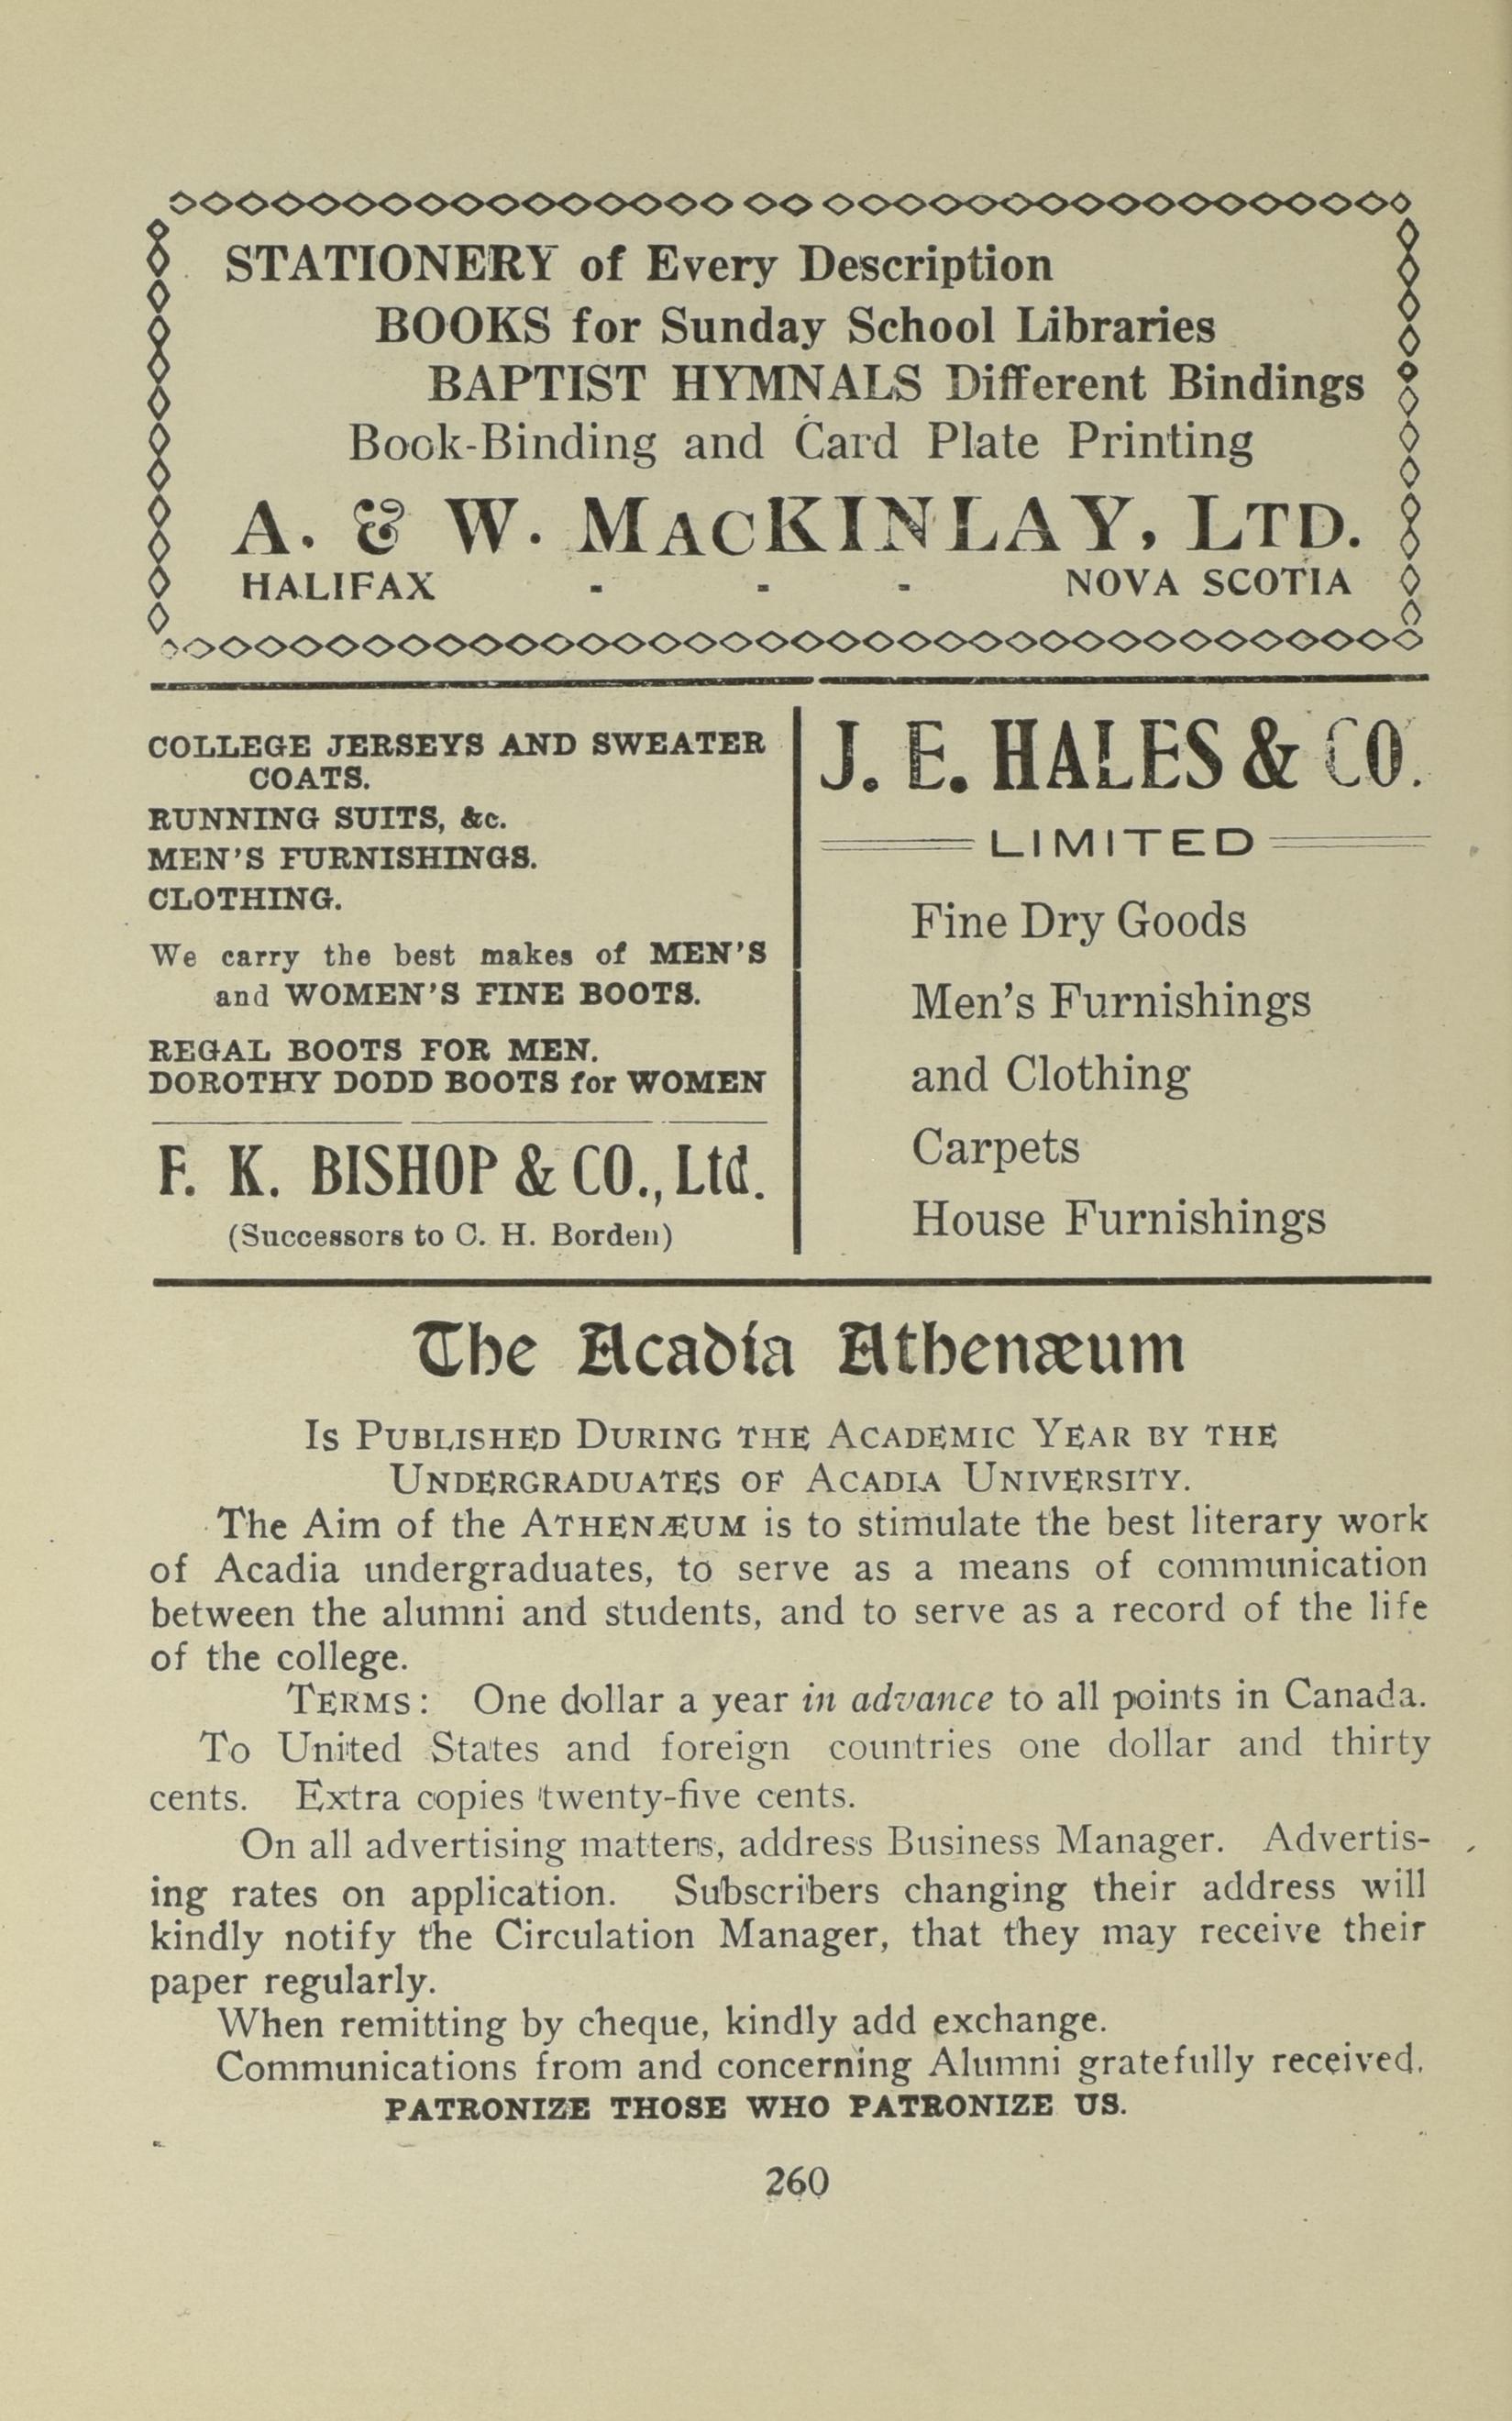 STATIONERY of Every Description
BOOKS for Sunday School Libraries
BAPTIST HYMNALS Different Bindings
Book-Binding and Card Plate Printing
A. & W. MACKINLAY, LTD.
HALIFAX - - - NOVA SCOTIA
COLLEGE JERSEYS AND SWEATER
COATS.
RUNNING SUITS, &c.
MEN'S FURNISHINGS.
CLOTHING.
We carry the best makes of MEN'S
and WOMEN'S FINE BOOTS.
REGAL BOOTS FOR MEN.
DOROTHY DODD BOOTS for WOMEN
F. K. BISHOP & CO., Ltd.
(Successors to C. H. Borden)
J. E. HALES & CO.
LIMITED
Fine Dry Goods
Men's Furnishings
and Clothing
Carpets
House Furnishings
The Acadia Athenæum
IS PUBLISHED DURING THE ACADEMIC YEAR BY THE
UNDERGRADUATES OF ACADIA UNIVERSITY.
The Aim of the ATHENÆUM is to stimulate the best literary work
of Acadia undergraduates, to serve as a means of communication
between the alumni and students, and to serve as a record of the life
of the college.
TERMS: One dollar a year in advance to all points in Canada.
To United States and foreign countries one dollar and thirty
cents. Extra copies twenty-five cents.
On all advertising matters, address Business Manager. Advertis-
ing rates on application. Subscribers changing their address will
kindly notify the Circulation Manager, that they may receive their
paper regularly.
When remitting by cheque, kindly add exchange.
Communications from and concerning Alumni gratefully received.
PATRONIZE THOSE WHO PATRONIZE US.
260